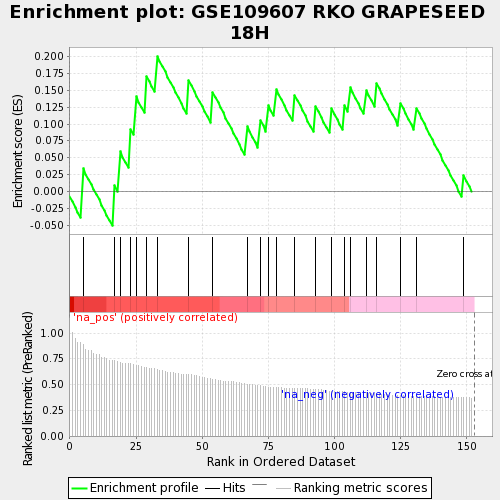 Enrichment plot: GSE109607 RKO GRAPESEED
18H
Enrichment score (ES)
0.200
0.175
0.150
0.125
0.100
0.075
0.050
0.025
0.000
-0.025
-0.050
'na_pos' (positively correlated)
Ranked list metric (PreRanked)
1.00
0.75
0.50
0.25
0.00
Zero cross at
'na_neg' (negatively correlated)
0 25 50 75 100 125 150
Rank in Ordered Dataset
Enrichment profile Hits Ranking metric scores